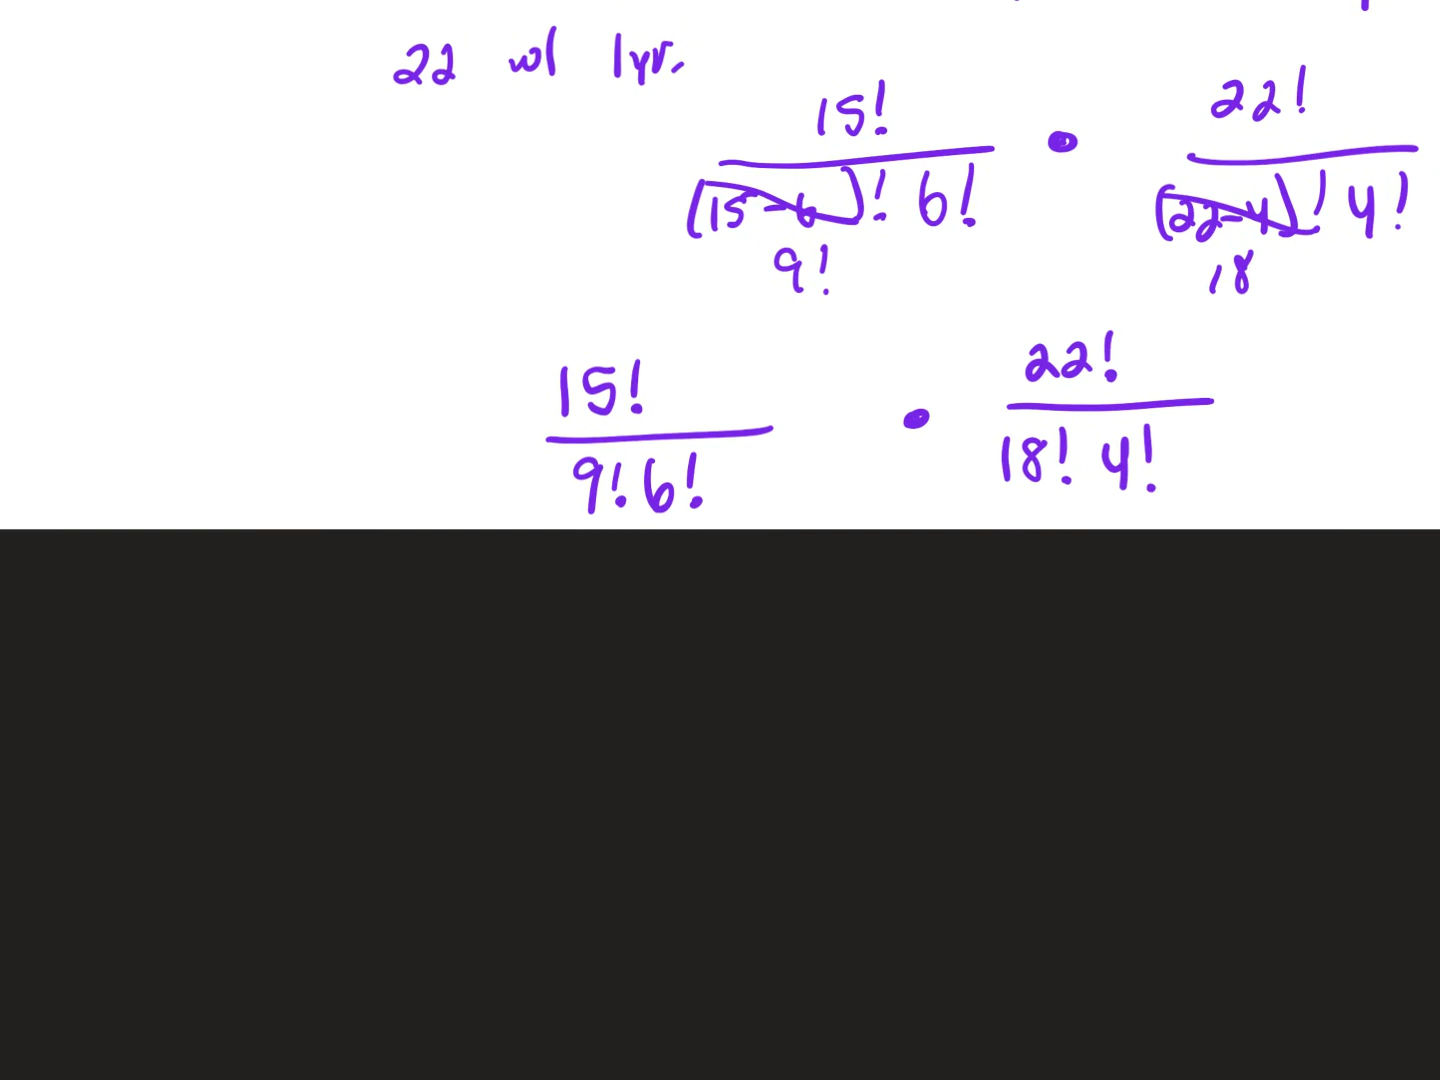 22 w/ 1yr.
15! • 22!
(15-6)! 6! (22-4)! 4!
9! 18
15! • 22!
9! 6! 18! 4!